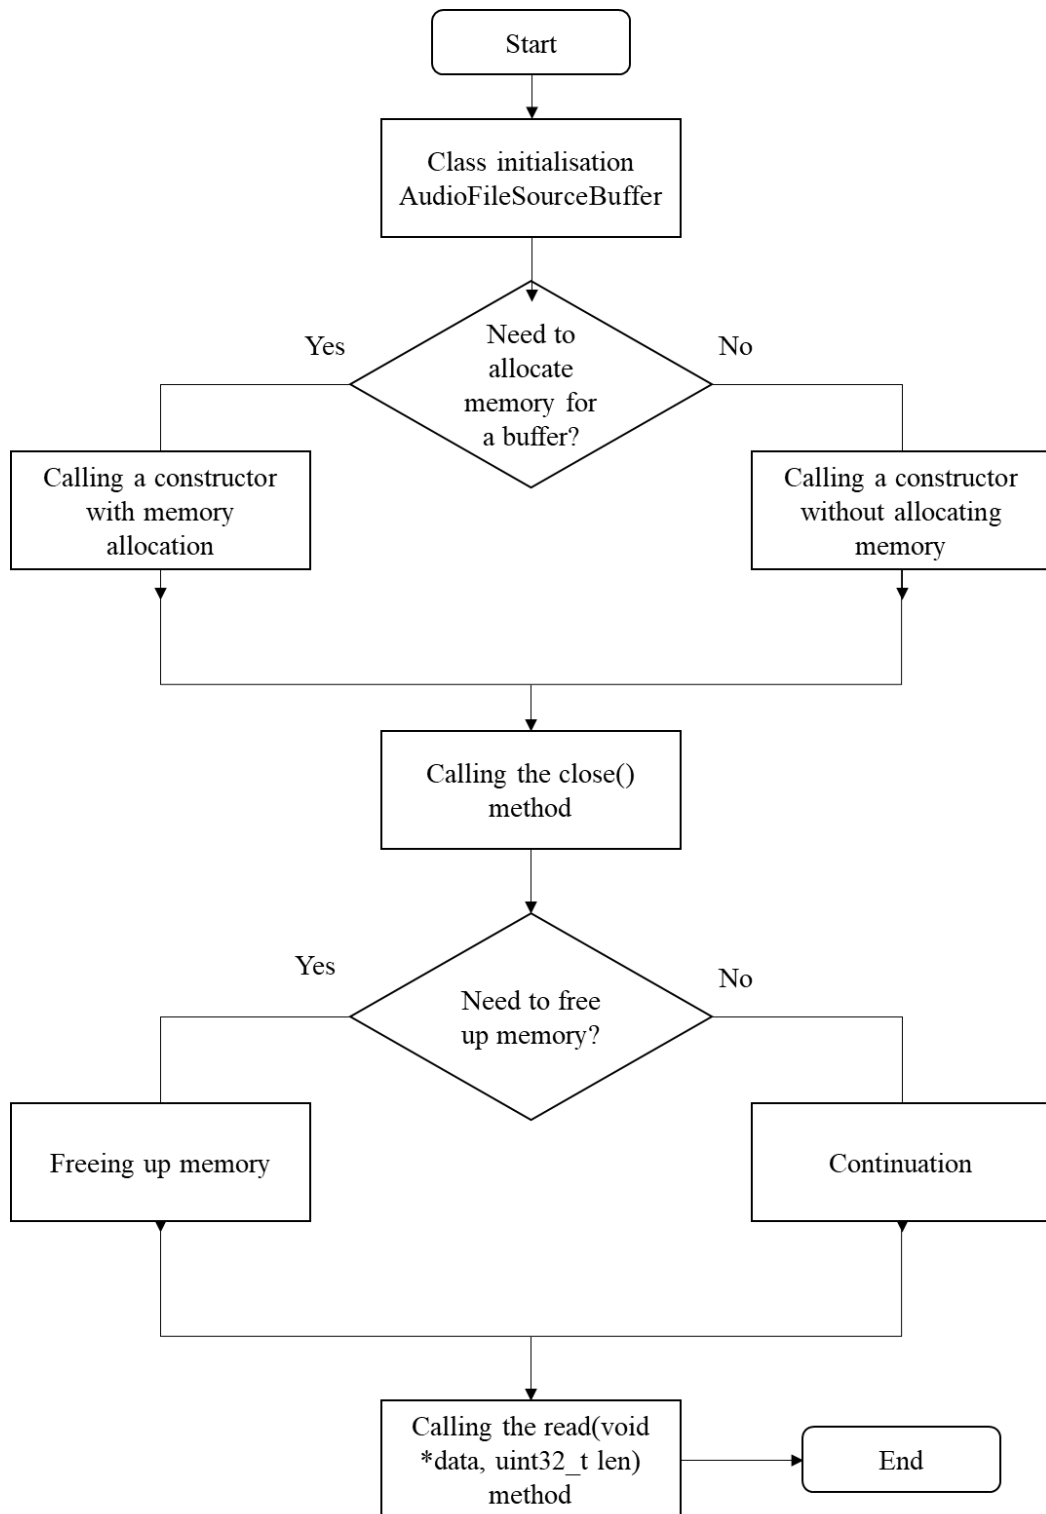 Start
Class initialisation
AudioFileSourceBuffer
Yes
Need to
allocate
memory for
a buffer?
No
Calling a constructor
with memory
allocation
Calling a constructor
without allocating
memory
Calling the close()
method
Yes
Need to free
up memory?
No
Freeing up memory
Continuation
Calling the read(void
*data, uint32_t len)
method
End